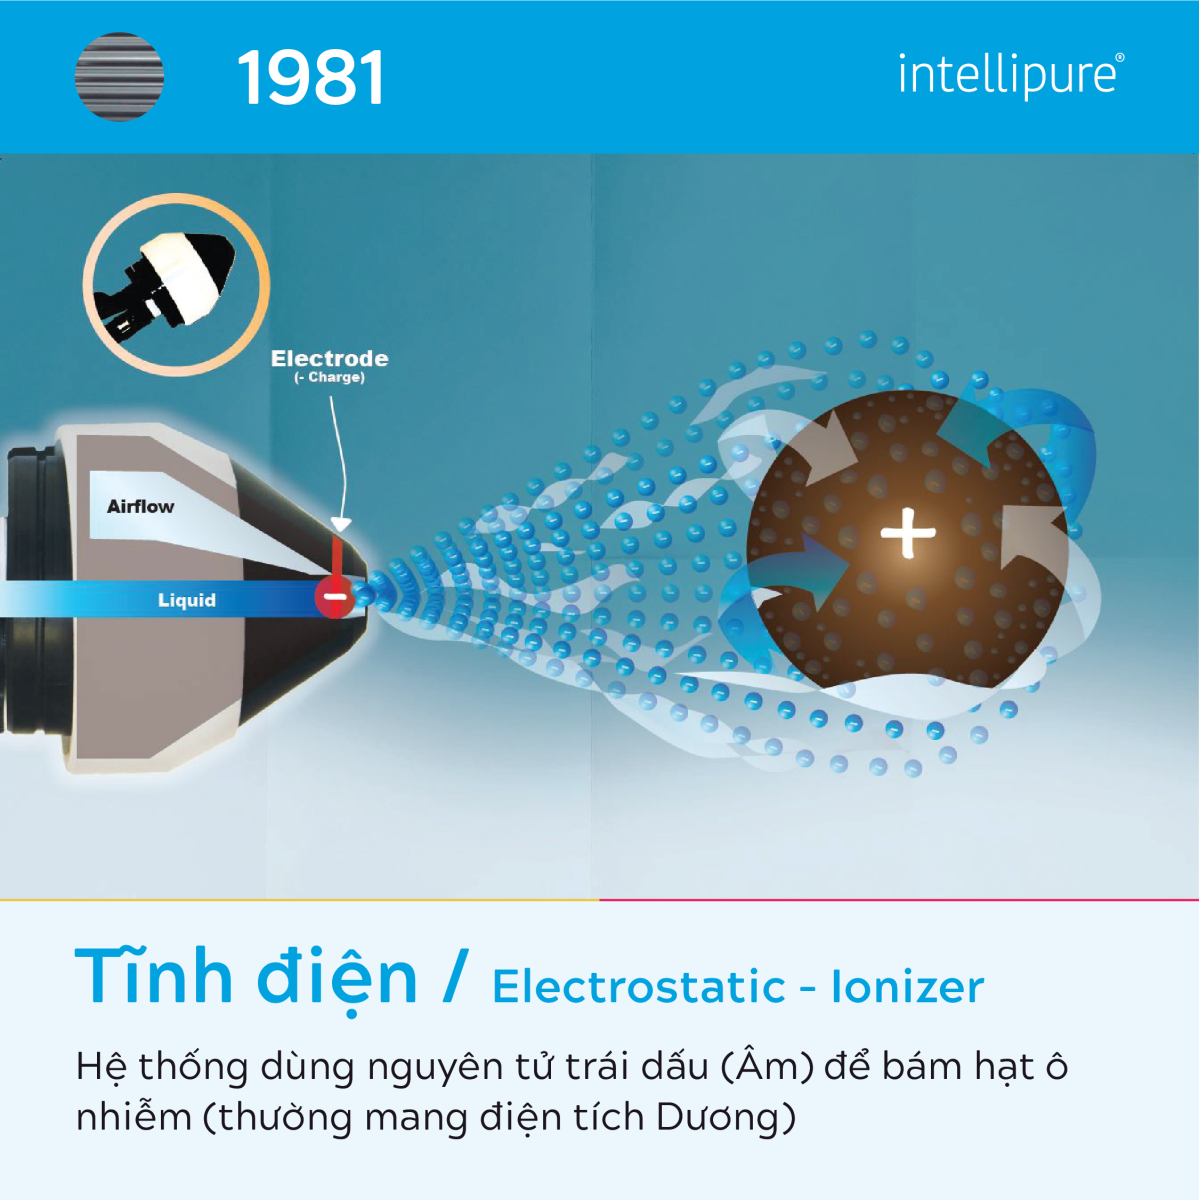 1981
intellipure®
Electrode
(- Charge)
Airflow
Liquid
Tĩnh điện / Electrostatic - Ionizer
Hệ thống dùng nguyên tử trái dấu (Âm) để bám hạt ô
nhiễm (thường mang điện tích Dương)